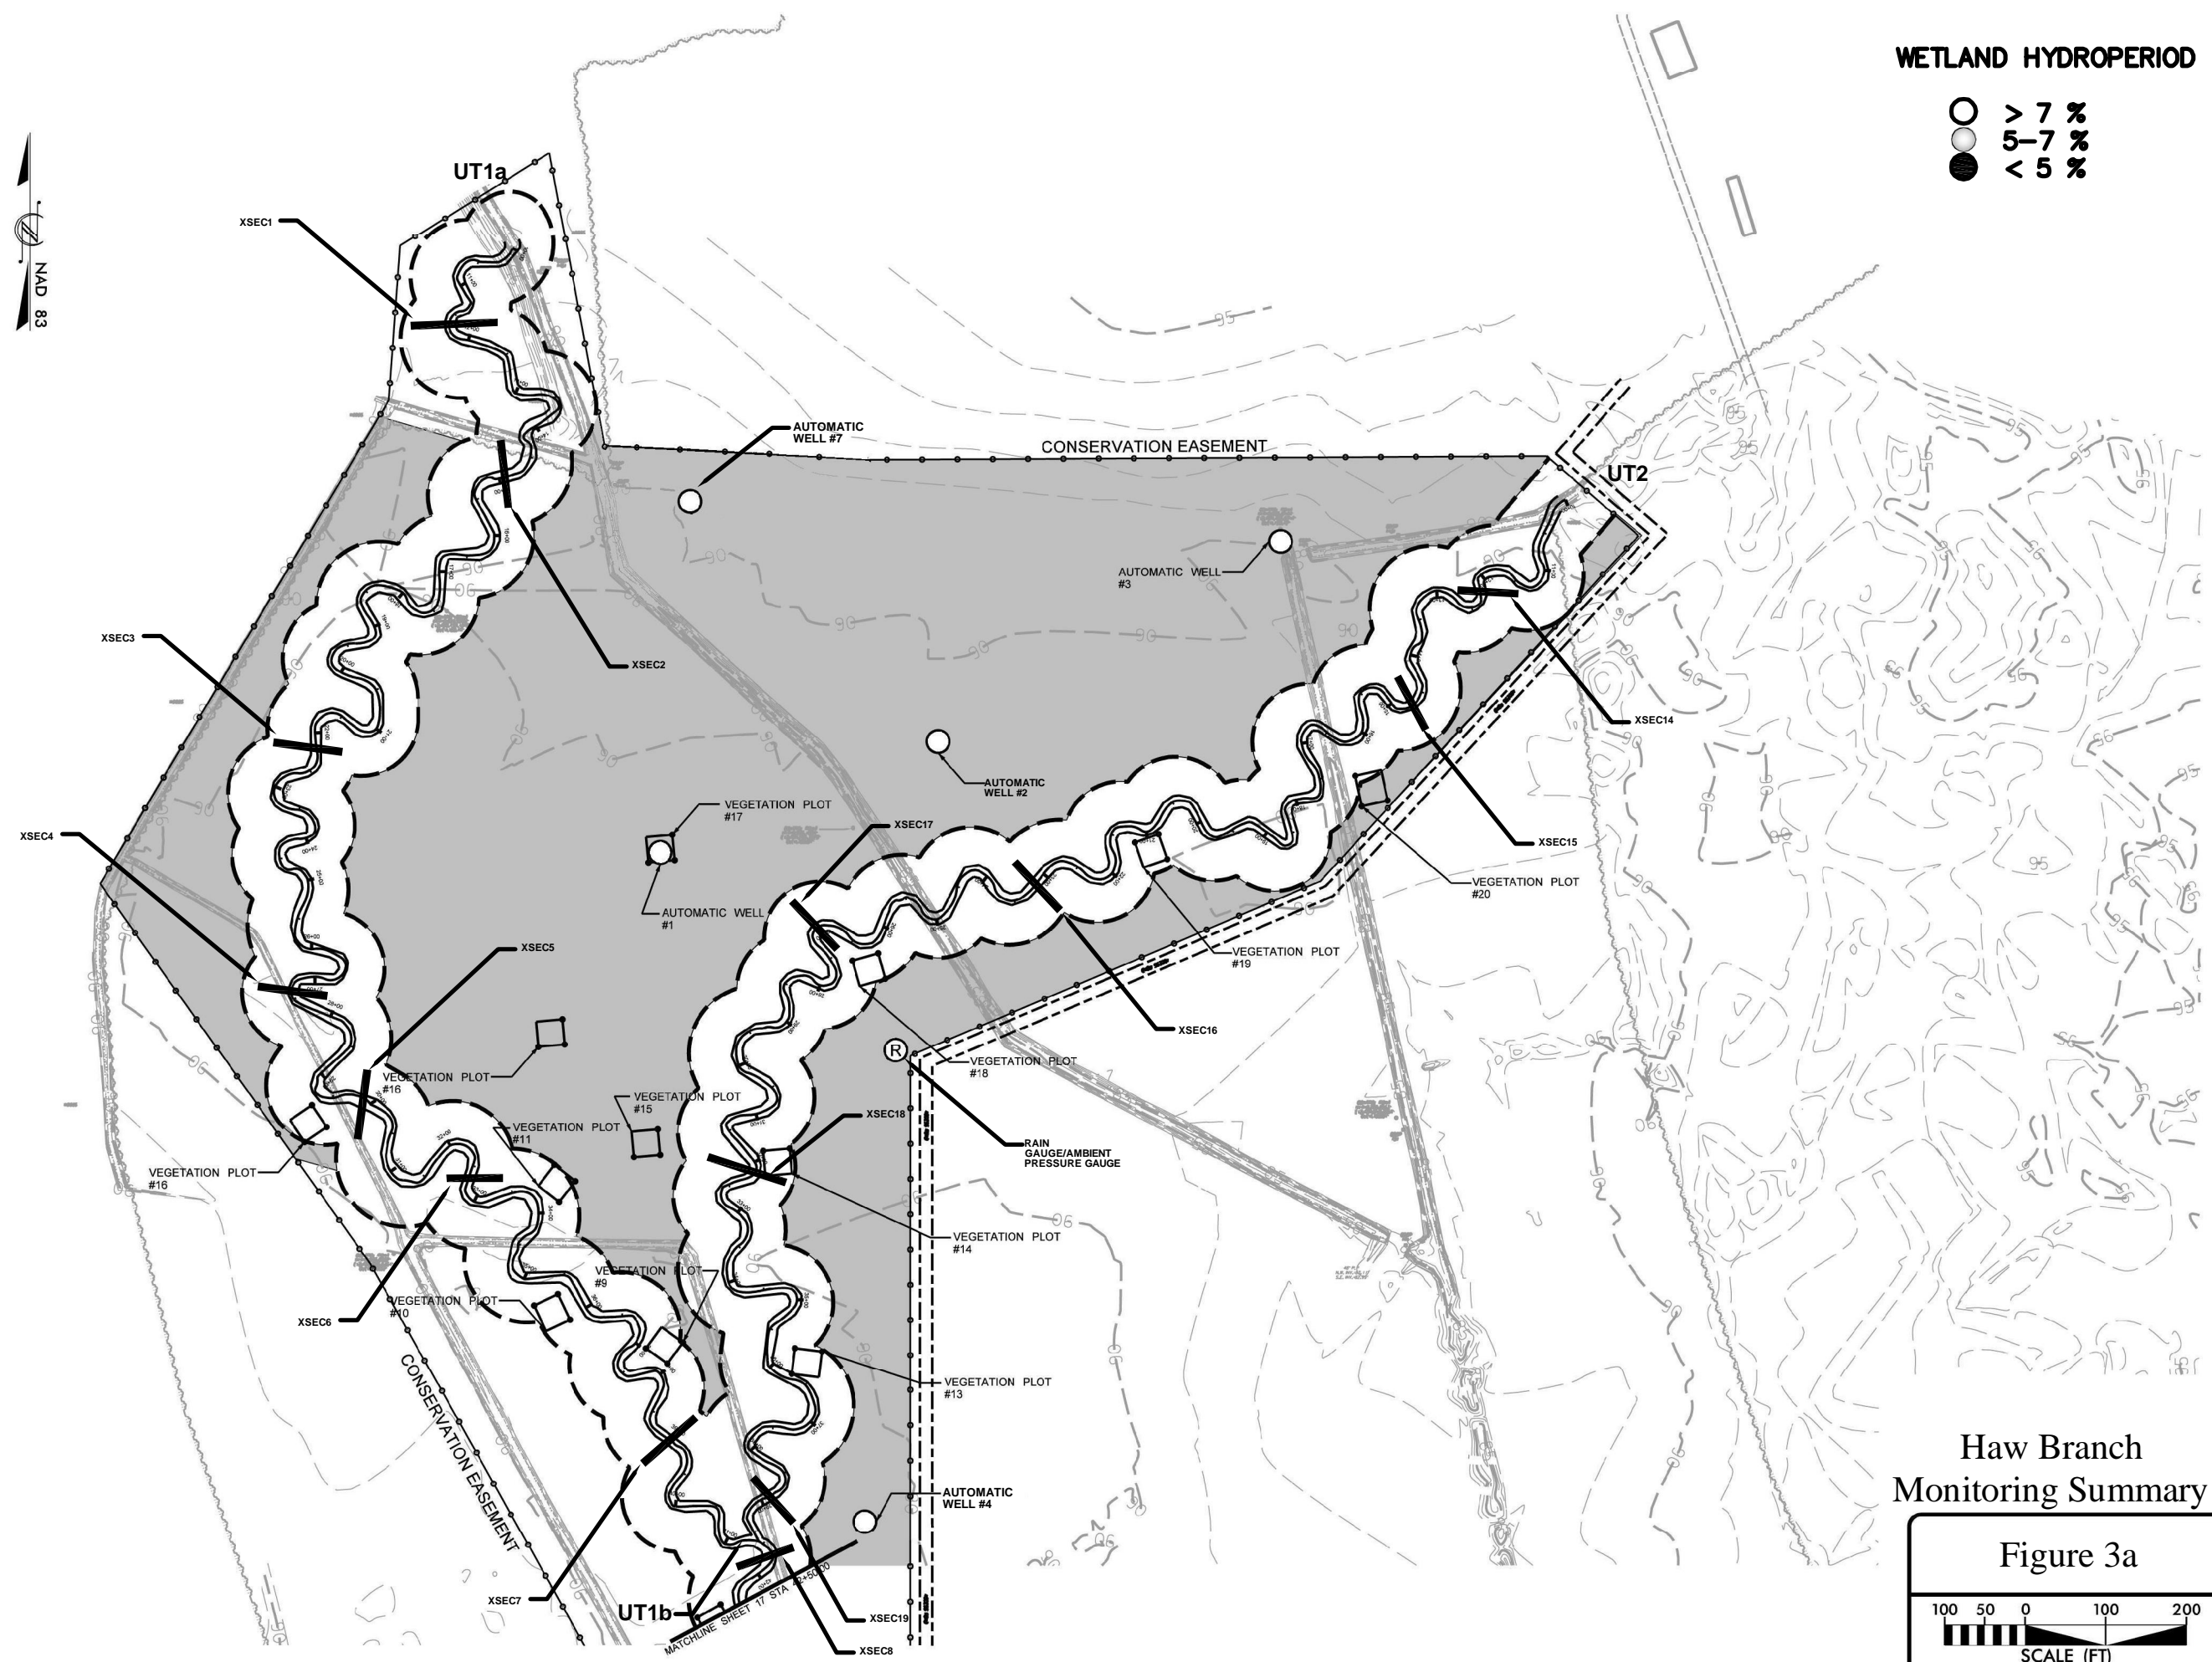 WETLAND HYDROPERIOD
> 7 %
5-7 %
< 5 %
NAD 83
UT1a
XSEC1
AUTOMATIC
WELL #7
CONSERVATION EASEMENT
UT2
AUTOMATIC WELL
#3
XSEC3
XSEC2
XSEC14
AUTOMATIC
WELL #2
VEGETATION PLOT
#17
XSEC17
XSEC4
XSEC15
VEGETATION PLOT
#20
AUTOMATIC WELL
#1
XSEC5
VEGETATION PLOT
#19
XSEC16
R
VEGETATION PLOT
#18
VEGETATION PLOT
#16
VEGETATION PLOT
#15
XSEC18
VEGETATION PLOT
#11
RAIN
GAUGE/AMBIENT
PRESSURE GAUGE
VEGETATION PLOT
#16
VEGETATION PLOT
#14
VEGETATION PLOT
#9
VEGETATION PLOT
#10
XSEC6
CONSERVATION EASEMENT
VEGETATION PLOT
#13
AUTOMATIC
WELL #4
XSEC7
UT1b
MATCHLINE SHEET 17 STA 42+50.00
XSEC19
XSEC8
Haw Branch
Monitoring Summary
Figure 3a
100 50 0 100 200
SCALE (FT)